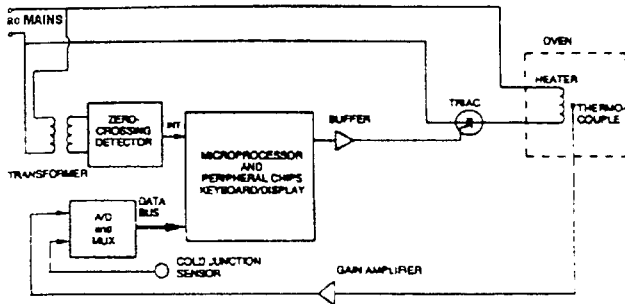 AC MAINS
OVEN
HEATER
THERMO-
COUPLE
TRIAC
BUFFER
ZERO-
CROSSING
DETECTOR
INT
MICROPROCESSOR
AND
PERIPHERAL CHIPS
KEYBOARD/DISPLAY
TRANSFORMER
DATA
BUS
A/D
and
MUX
COLD JUNCTION
SENSOR
GAIN AMPLIFIER